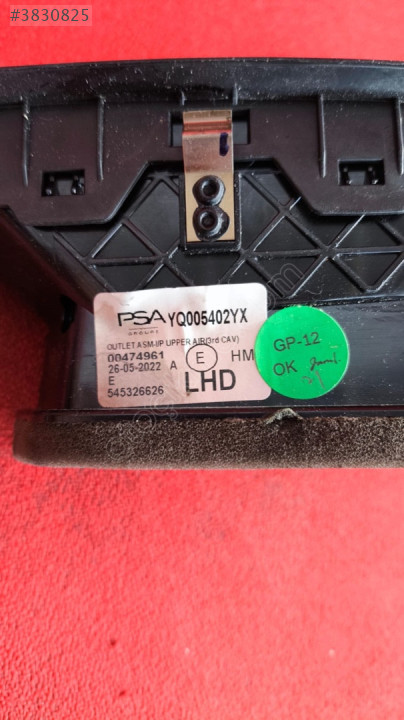 #3830825
PSA YQ005402YX
GROUPE
OUTLET ASM-I/P UPPER AIR(3rd CAV)
00474961
26-05-2022 A E HM
E LHD
545326626
GP-12
OK